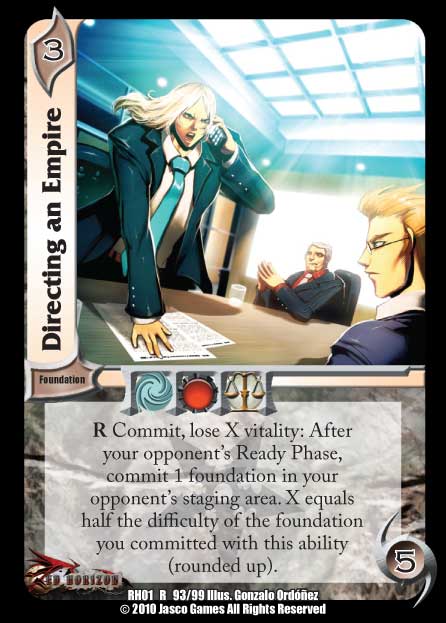 3
Directing an Empire
Foundation
R Commit, lose X vitality: After
your opponent's Ready Phase,
commit 1 foundation in your
opponent's staging area. X equals
half the difficulty of the foundation
you committed with this ability
(rounded up).
5
RED HORIZON
RH01 R 93/99 Illus. Gonzalo Ordóñez
© 2010 Jasco Games All Rights Reserved